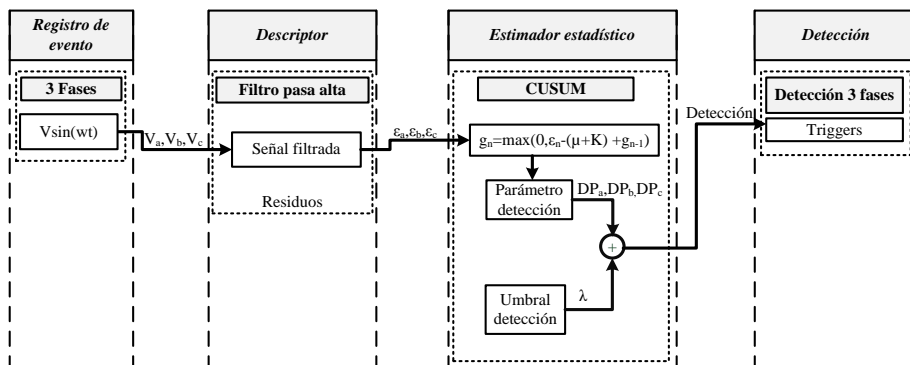 Registro de
evento
Descriptor
Estimador estadístico
Detección
3 Fases
Vsin(wt)
Va,Vb,Vc
Filtro pasa alta
Señal filtrada
Residuos
εa,εb,εc
CUSUM
gn=max(0,εn-(μ+K) +gn-1)
Parámetro
detección
DPa,DPb,DPc
+
Umbral
detección
λ
Detección
Detección 3 fases
Triggers